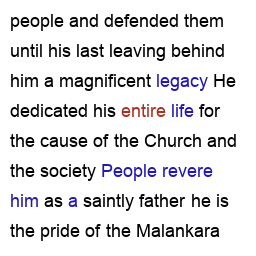 people and defended them
until his last leaving behind
him a magnificent legacy He
dedicated his entire life for
the cause of the Church and
the society People revere
him as a saintly father he is
the pride of the Malankara